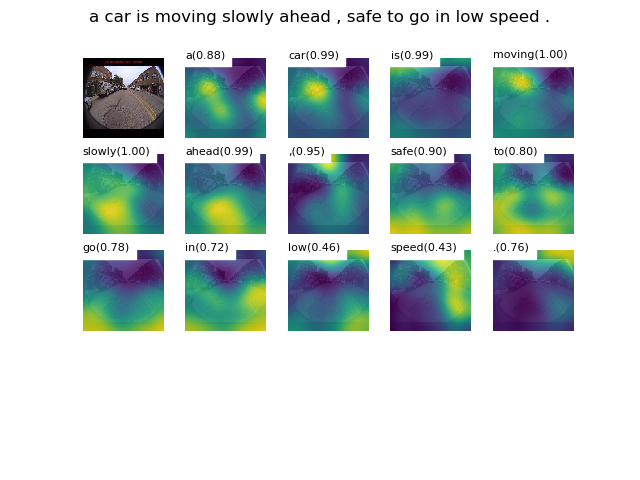 a car is moving slowly ahead , safe to go in low speed .
a(0.88) car(0.99) is(0.99) moving(1.00)
slowly(1.00) ahead(0.99) ,(0.95) safe(0.90) to(0.80)
go(0.78) in(0.72) low(0.46) speed(0.43) .(0.76)